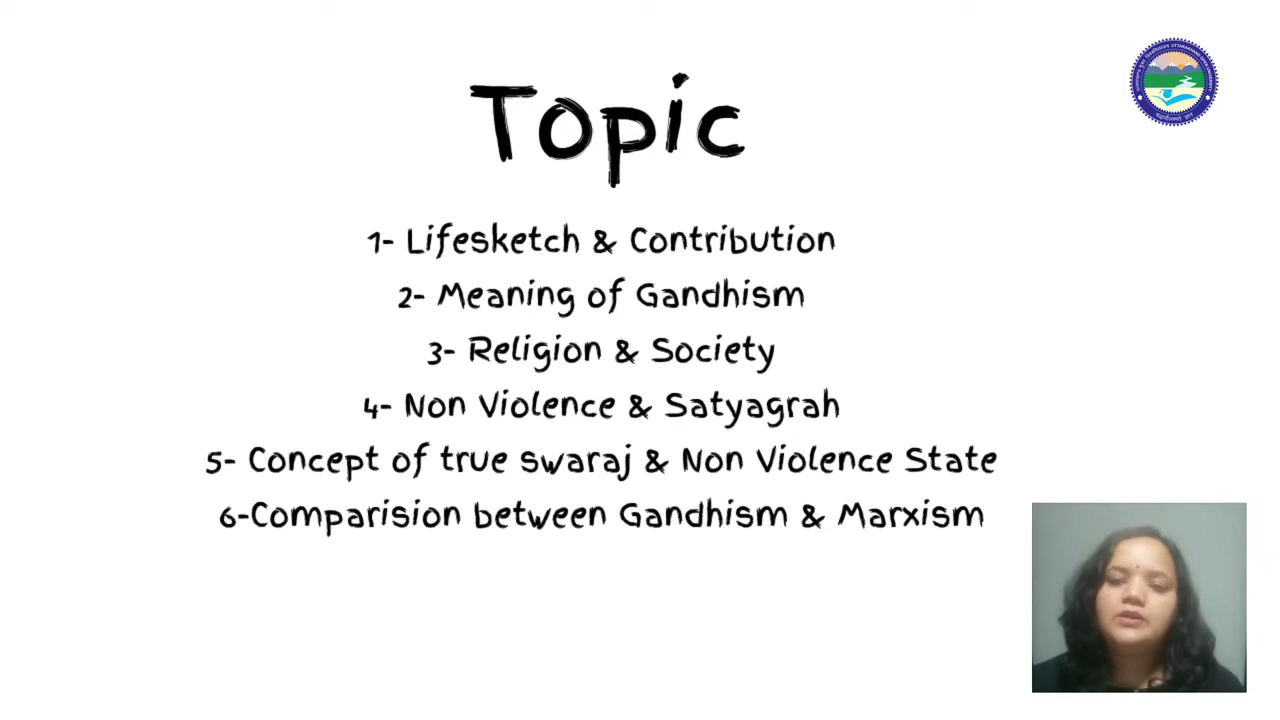 Topic
1- Lifesketch & Contribution
2- Meaning of Gandhism
3- Religion & Society
4- Non Violence & Satyagrah
5- Concept of true swaraj & Non Violence State
6-Comparision between Gandhism & Marxism